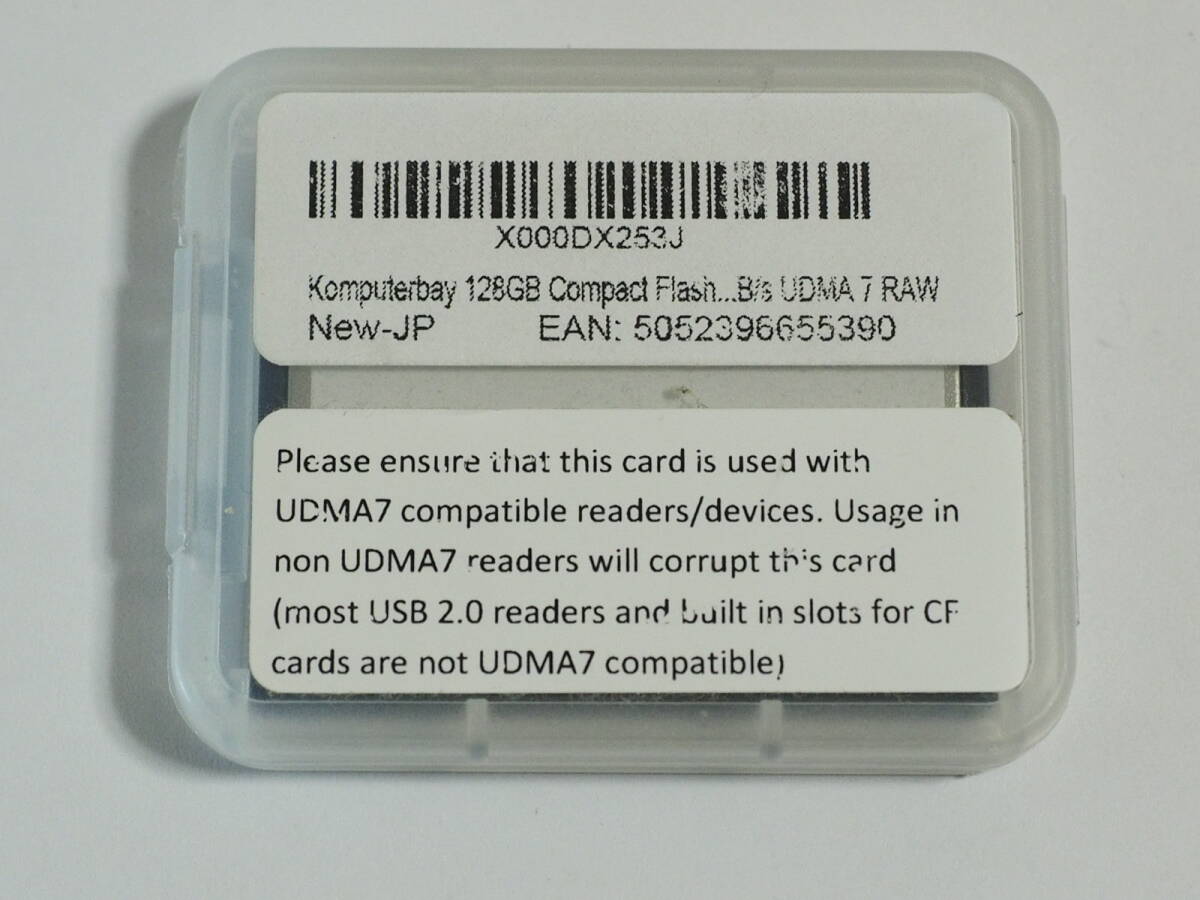 X000DX253J
Komputerbay 128GB Compact Flash...B/s UDMA 7 RAW
New-JP EAN: 5052396655390
Please ensure that this card is used with
UDMA7 compatible readers/devices. Usage in
non UDMA7 readers will corrupt this card
(most USB 2.0 readers and built in slots for CF
cards are not UDMA7 compatible)